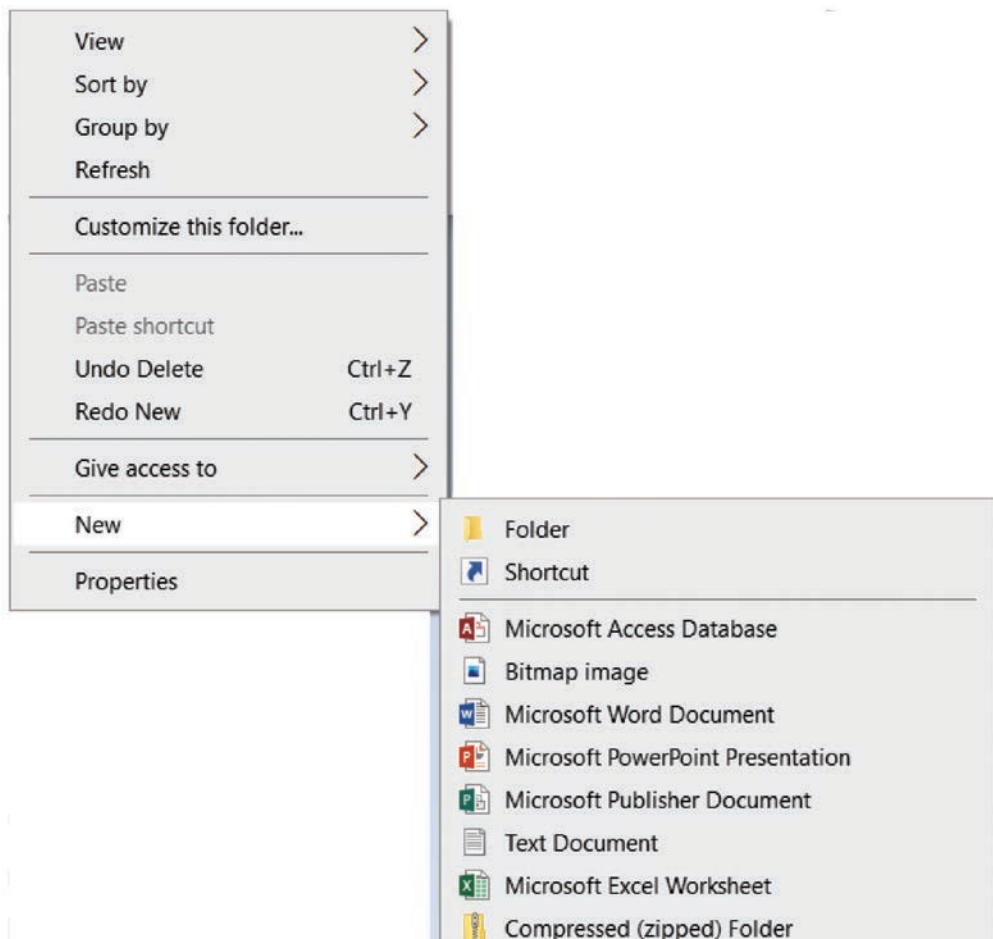 View
Sort by
Group by
Refresh
Customize this folder...
Paste
Paste shortcut
Undo Delete Ctrl+Z
Redo New Ctrl+Y
Give access to
New
Properties
Folder
Shortcut
Microsoft Access Database
Bitmap image
Microsoft Word Document
Microsoft PowerPoint Presentation
Microsoft Publisher Document
Text Document
Microsoft Excel Worksheet
Compressed (zipped) Folder